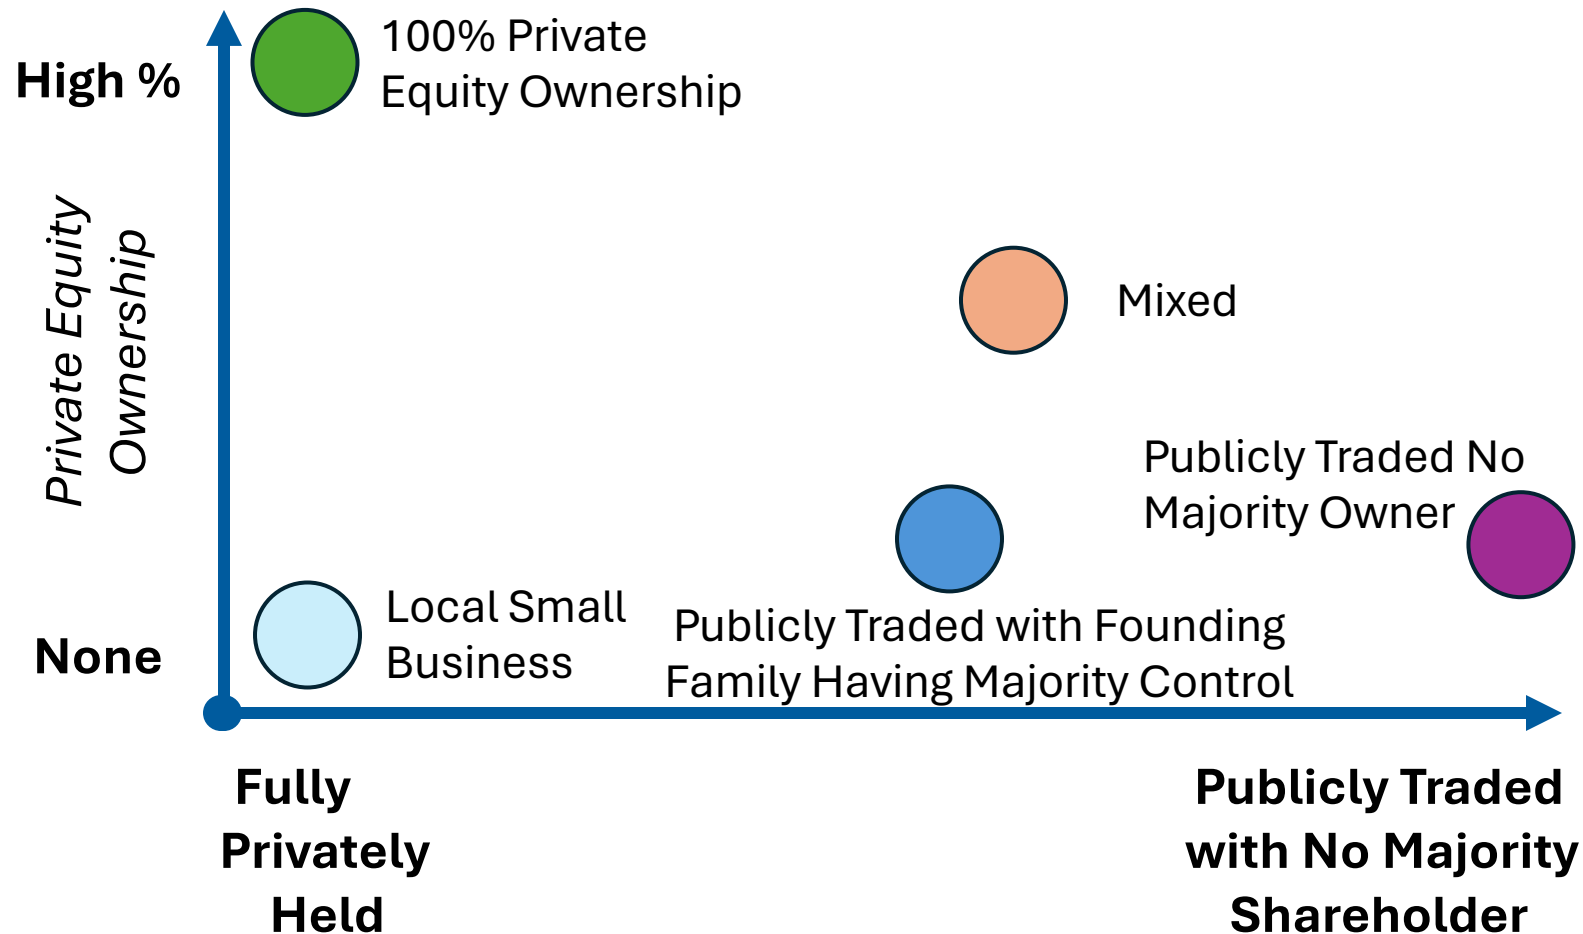 100% Private
Equity Ownership
High %
Private Equity
Ownership
Mixed
Publicly Traded No
Majority Owner
Local Small
Business
Publicly Traded with Founding
Family Having Majority Control
None
Fully
Privately
Held
Publicly Traded
with No Majority
Shareholder